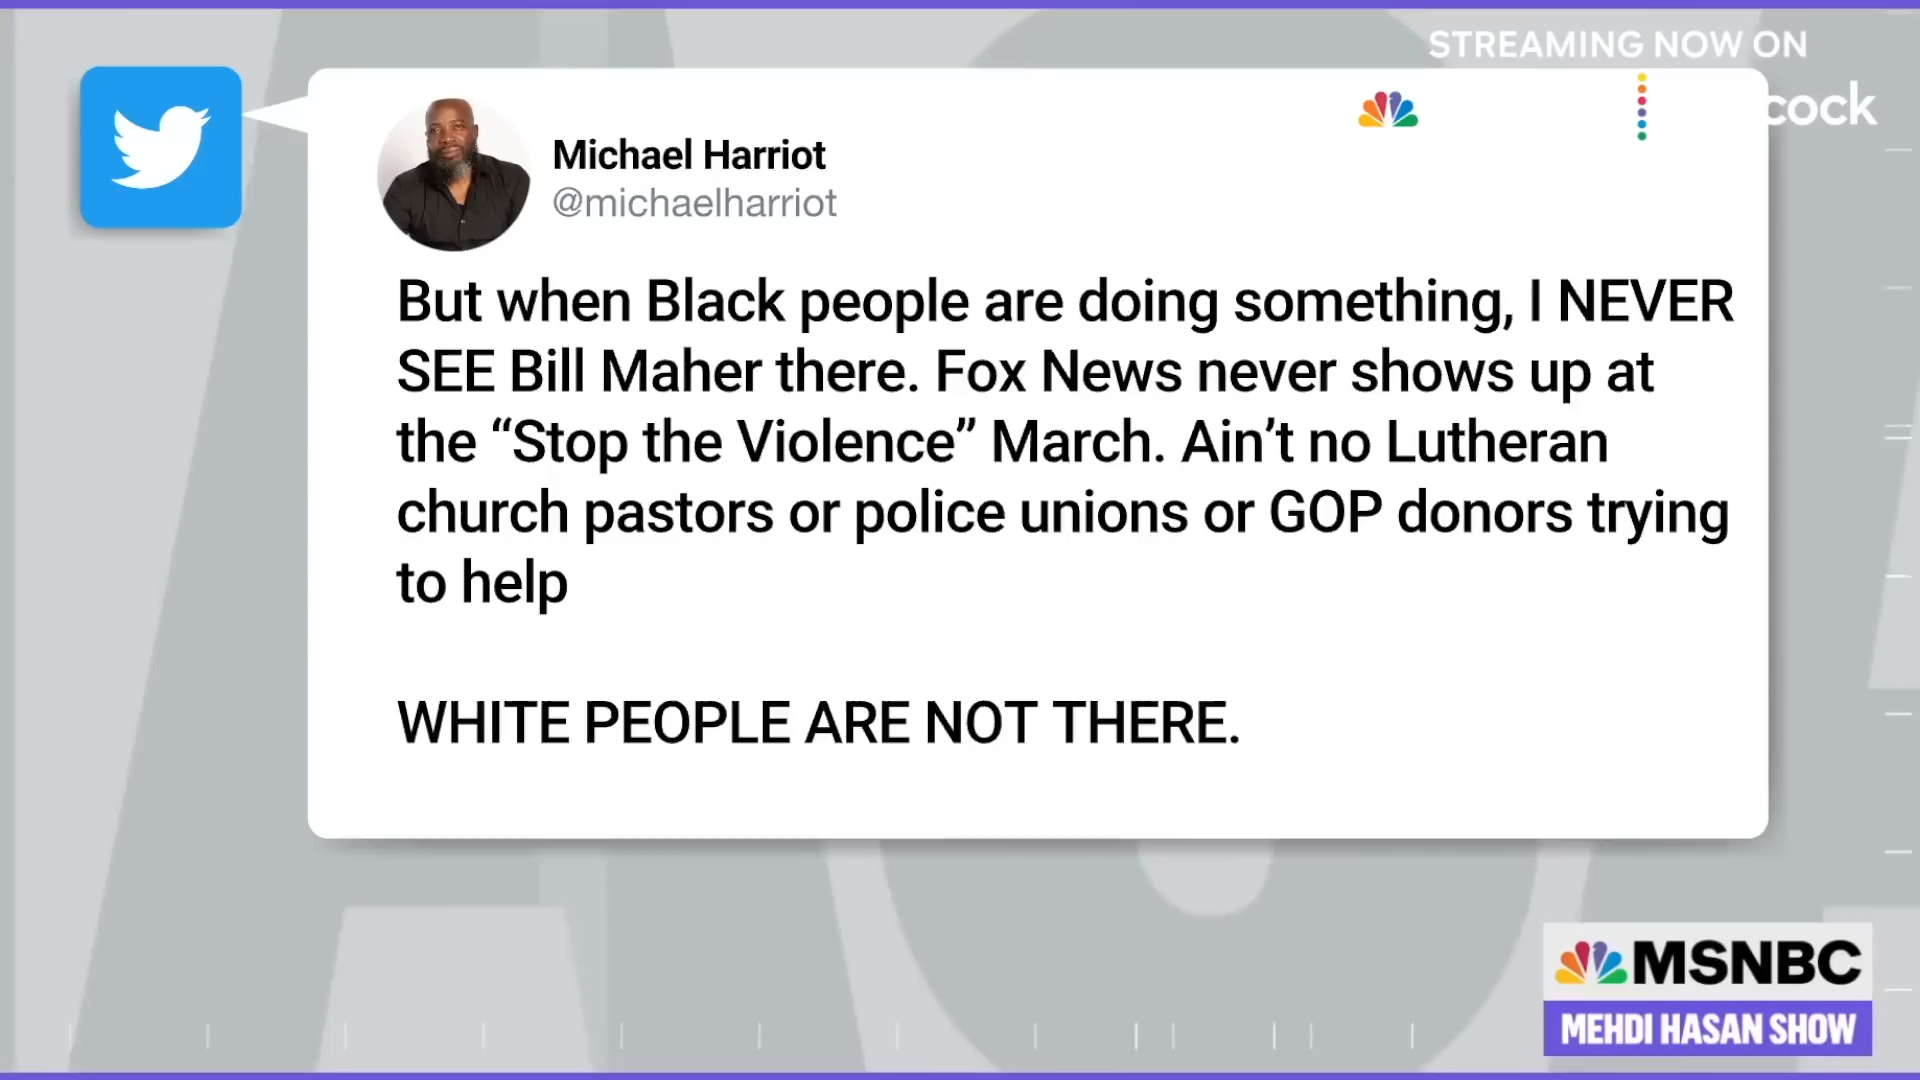 STREAMING NOW ON
cock
Michael Harriot
@michaelharriot
But when Black people are doing something, I NEVER
SEE Bill Maher there. Fox News never shows up at
the “Stop the Violence” March. Ain’t no Lutheran
church pastors or police unions or GOP donors trying
to help
WHITE PEOPLE ARE NOT THERE.
MSNBC
MEHDI HASAN SHOW